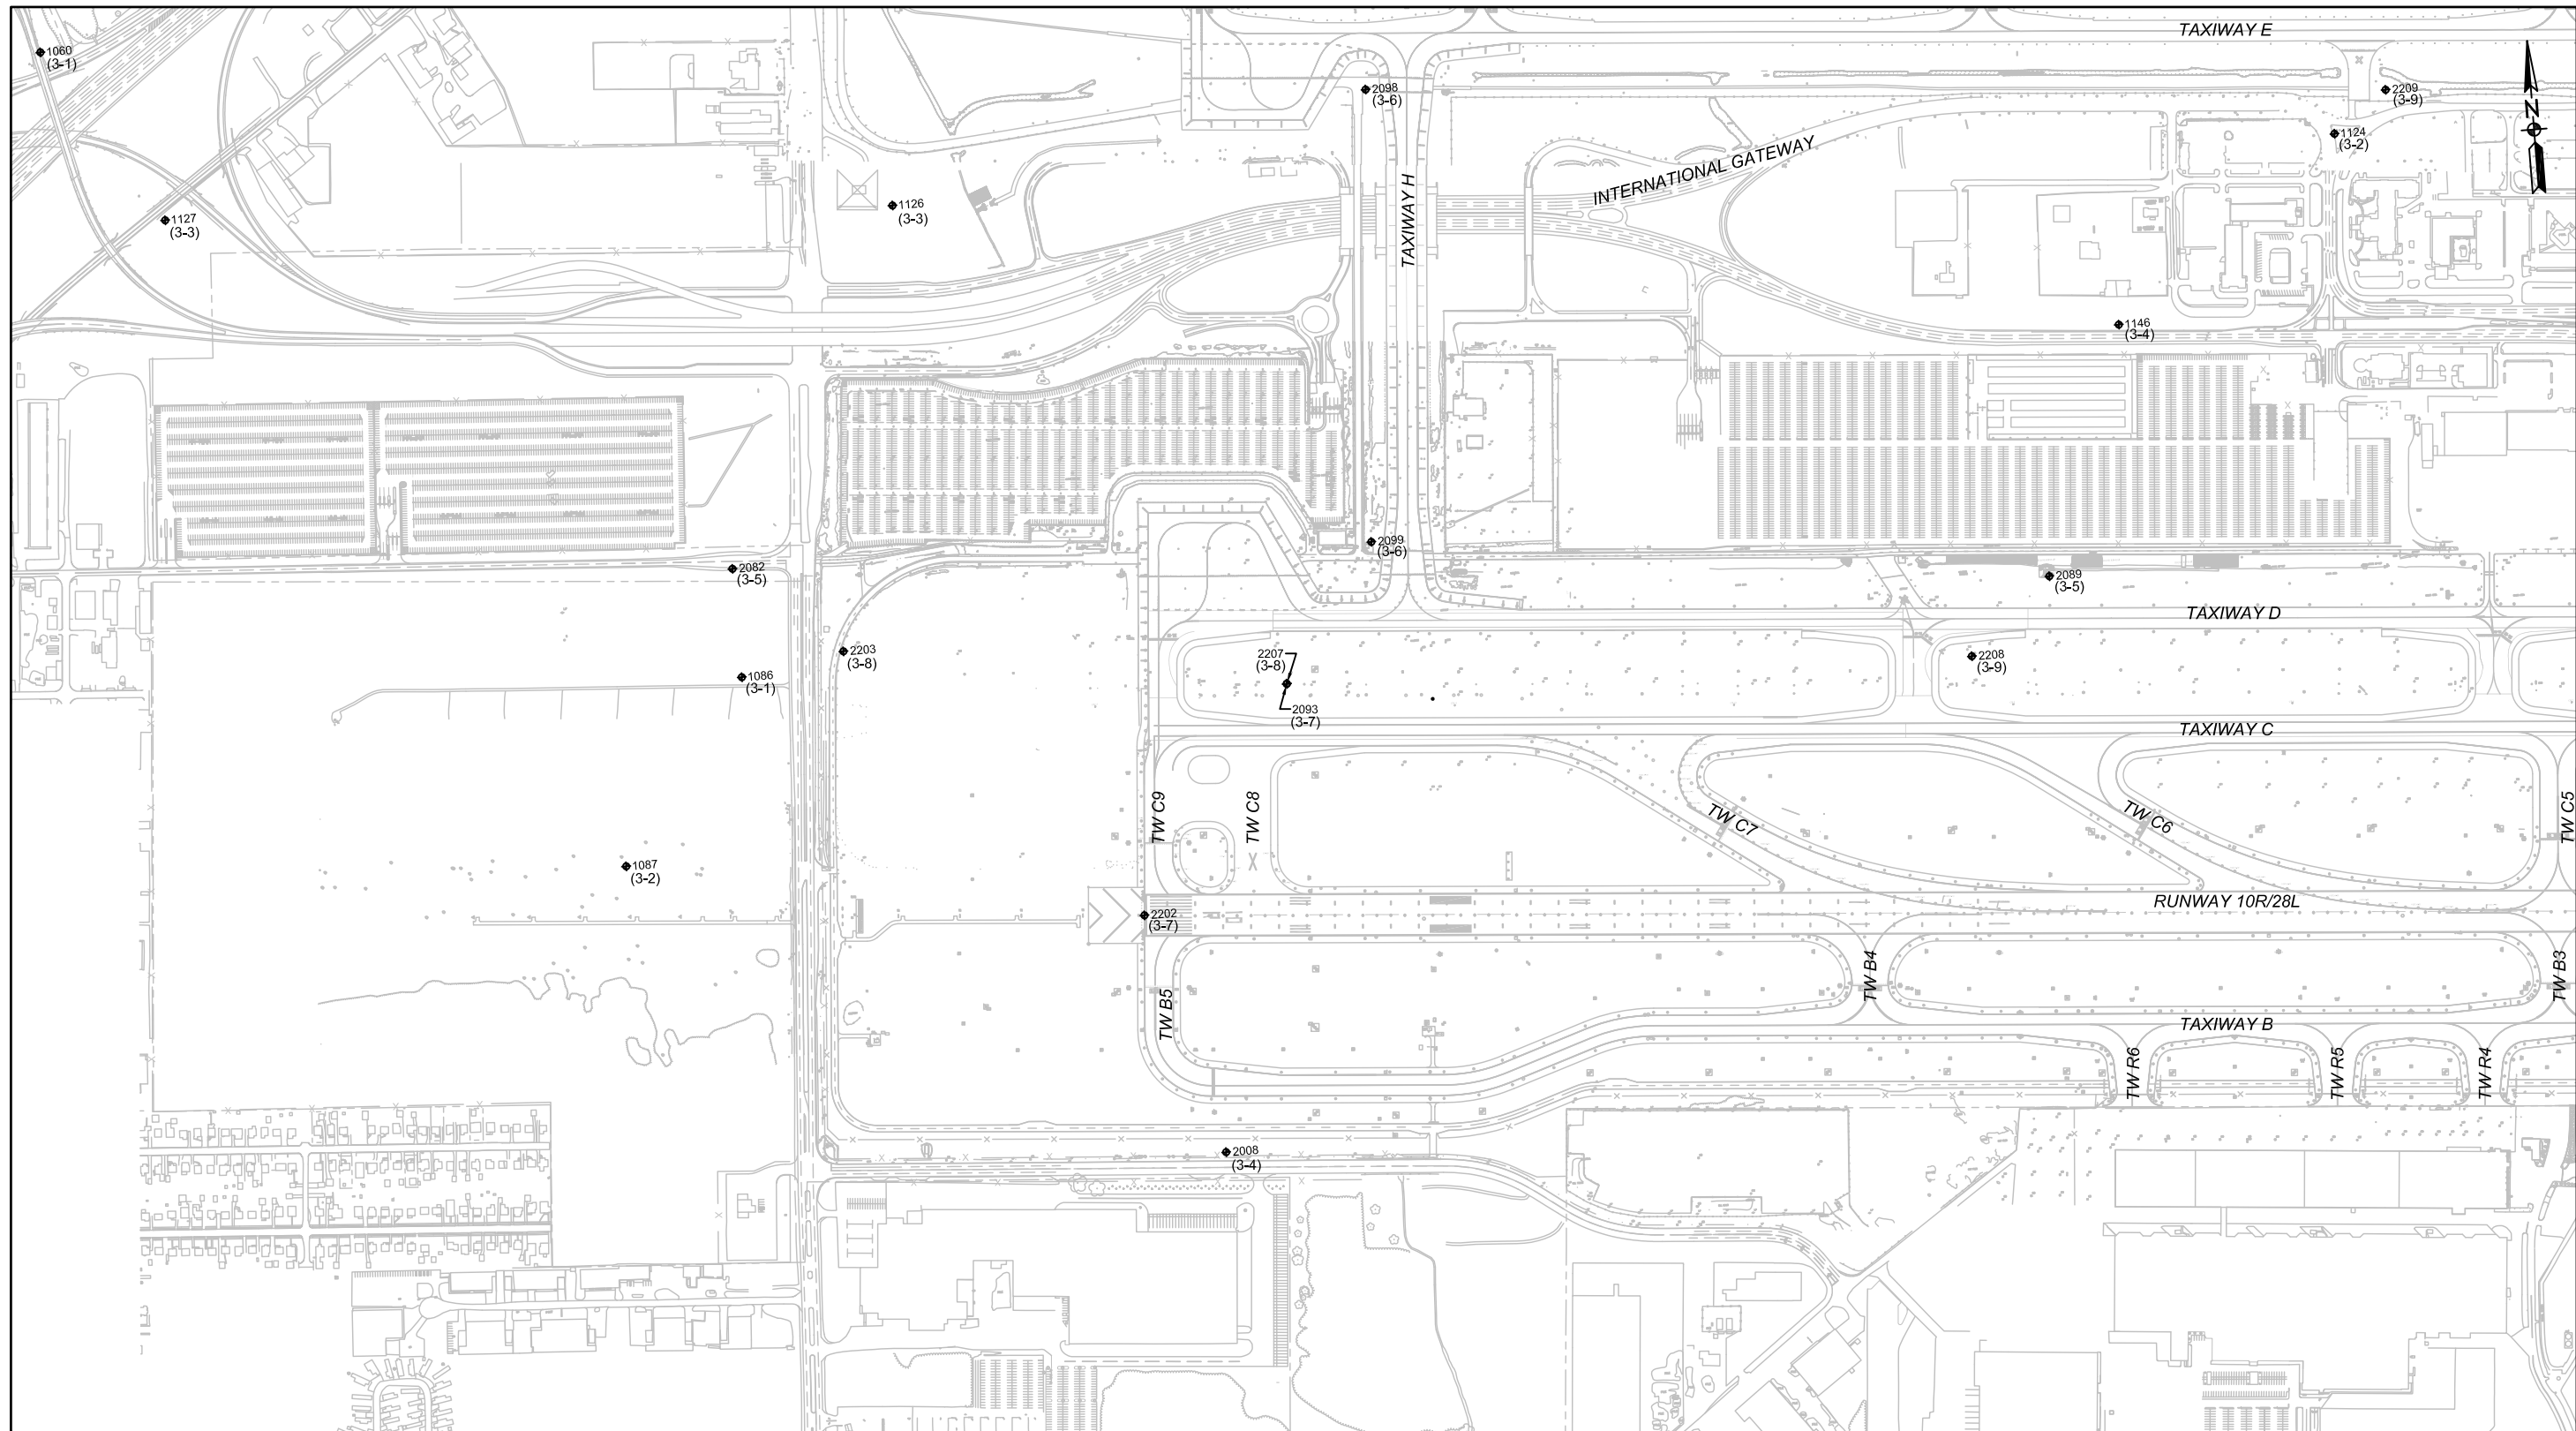 TAXIWAY E
1060
(3-1)
2098
(3-6)
2209
(3-9)
N
1124
(3-2)
INTERNATIONAL GATEWAY
TAXIWAY H
1126
(3-3)
1127
(3-3)
1146
(3-4)
2099
(3-6)
2082
(3-5)
2089
(3-5)
TAXIWAY D
2203
(3-8)
2207
(3-8)
2208
(3-9)
1086
(3-1)
2093
(3-7)
TAXIWAY C
TW C9
TW C8
TW C7
TW C6
TW C5
1087
(3-2)
RUNWAY 10R/28L
2202
(3-7)
TW B5
TW B4
TW B3
TAXIWAY B
TW R6
TW R5
TW R4
2008
(3-4)